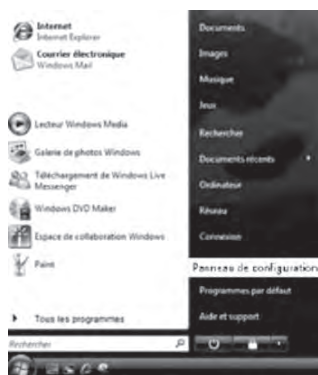 Internet
Internet Explorer
Courrier électronique
Windows Mail
Lecteur Windows Media
Galerie de photos Windows
Téléchargement de Windows Live
Messenger
Windows DVD Maker
Espace de collaboration Windows
Paint
Tous les programmes
Rechercher
Documents
Images
Musique
Jeux
Rechercher
Documents récents
Ordinateur
Réseau
Connexion
Panneau de configuration
Programmes par défaut
Aide et support